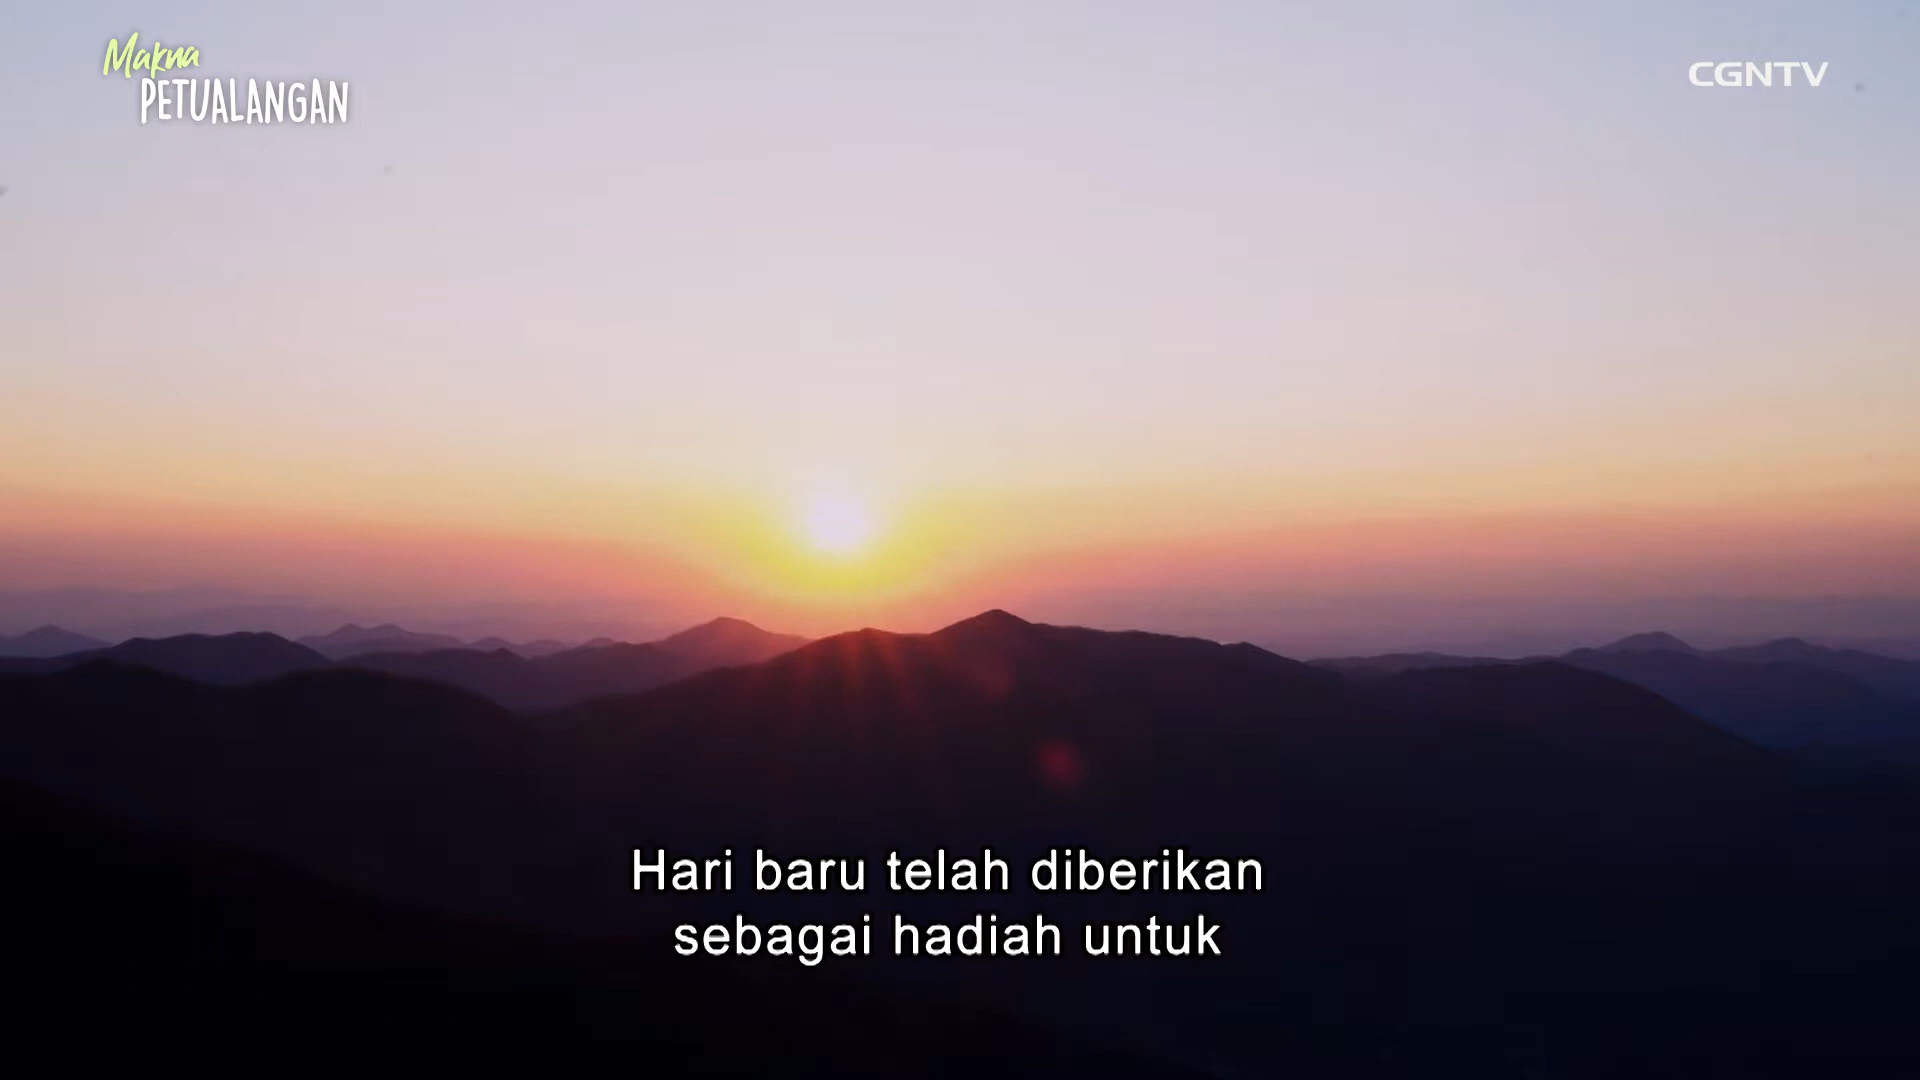 Makna
PETUALANGAN
CGNTV
Hari baru telah diberikan
sebagai hadiah untuk